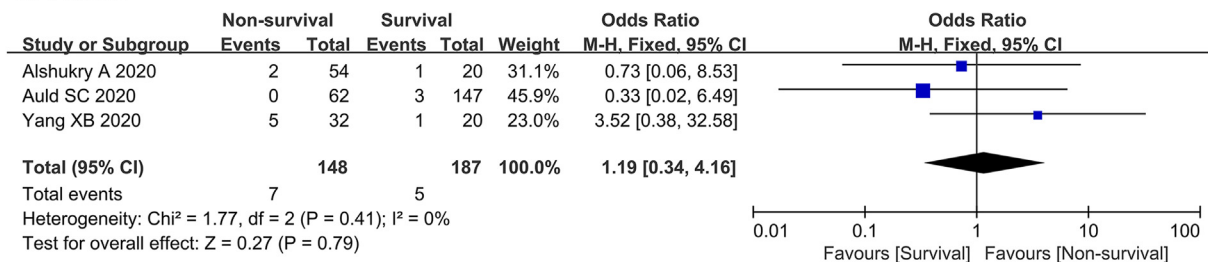 Non-survival Survival Odds Ratio Odds Ratio
Study or Subgroup Events Total Events Total Weight M-H, Fixed, 95% CI M-H, Fixed, 95% CI
Alshukry A 2020 2 54 1 20 31.1% 0.73 [0.06, 8.53]
Auld SC 2020 0 62 3 147 45.9% 0.33 [0.02, 6.49]
Yang XB 2020 5 32 1 20 23.0% 3.52 [0.38, 32.58]
Total (95% CI) 148 187 100.0% 1.19 [0.34, 4.16]
Total events 7 5
Heterogeneity: Chi² = 1.77, df = 2 (P = 0.41); I² = 0%
Test for overall effect: Z = 0.27 (P = 0.79)
0.01 0.1 1 10 100
Favours [Survival] Favours [Non-survival]